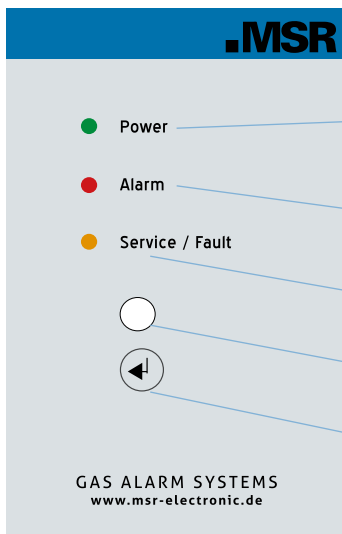 .MSR
Power
Alarm
Service / Fault
GAS ALARM SYSTEMS
www.msr-electronic.de